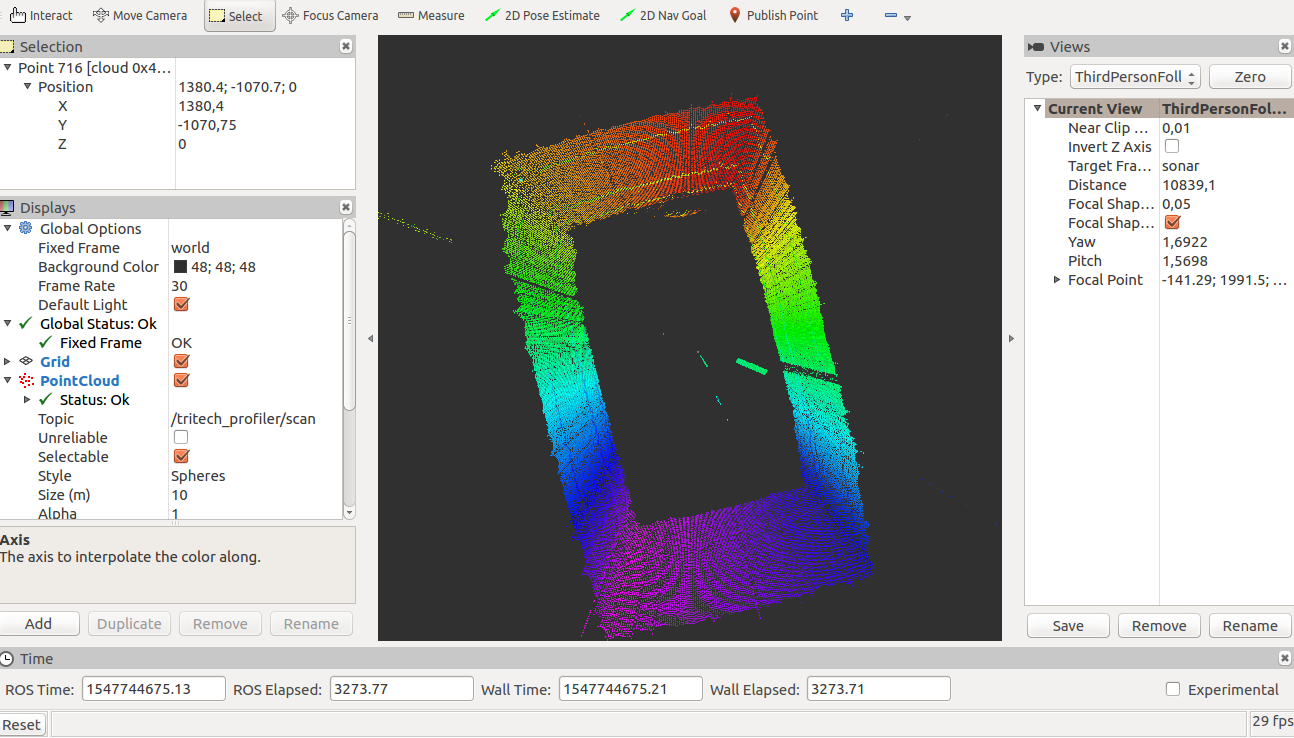 Interact Move Camera Select Focus Camera Measure 2D Pose Estimate 2D Nav Goal Publish Point
Selection
Point 716 [cloud 0x4...
Position 1380.4; -1070.7; 0
X 1380,4
Y -1070,75
Z 0
Displays
Global Options
Fixed Frame world
Background Color 48; 48; 48
Frame Rate 30
Default Light
Global Status: Ok
Fixed Frame OK
Grid
PointCloud
Status: Ok
Topic /tritech_profiler/scan
Unreliable
Selectable
Style Spheres
Size (m) 10
Alpha 1
Axis
The axis to interpolate the color along.
Add Duplicate Remove Rename
Views
Type: ThirdPersonFoll Zero
Current View ThirdPersonFol...
Near Clip ... 0,01
Invert Z Axis
Target Fra... sonar
Distance 10839,1
Focal Shap... 0,05
Focal Shap...
Yaw 1,6922
Pitch 1,5698
Focal Point -141.29; 1991.5; ...
Save Remove Rename
Time
ROS Time: 1547744675.13 ROS Elapsed: 3273.77 Wall Time: 1547744675.21 Wall Elapsed: 3273.71 Experimental
Reset 29 fps